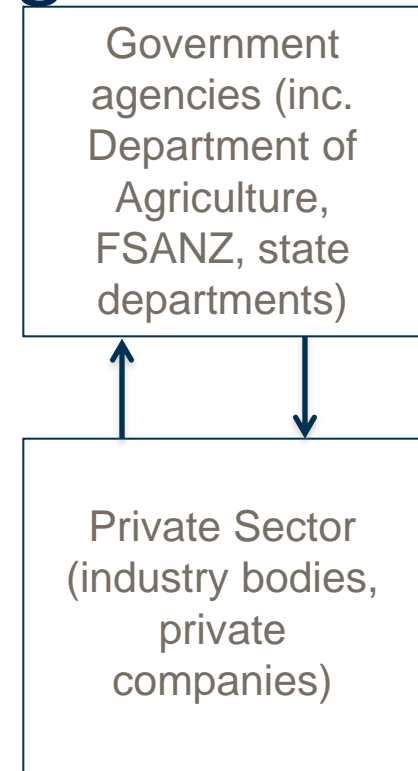 Government
agencies (inc.
Department of
Agriculture,
FSANZ, state
departments)
Private Sector
(industry bodies,
private
companies)